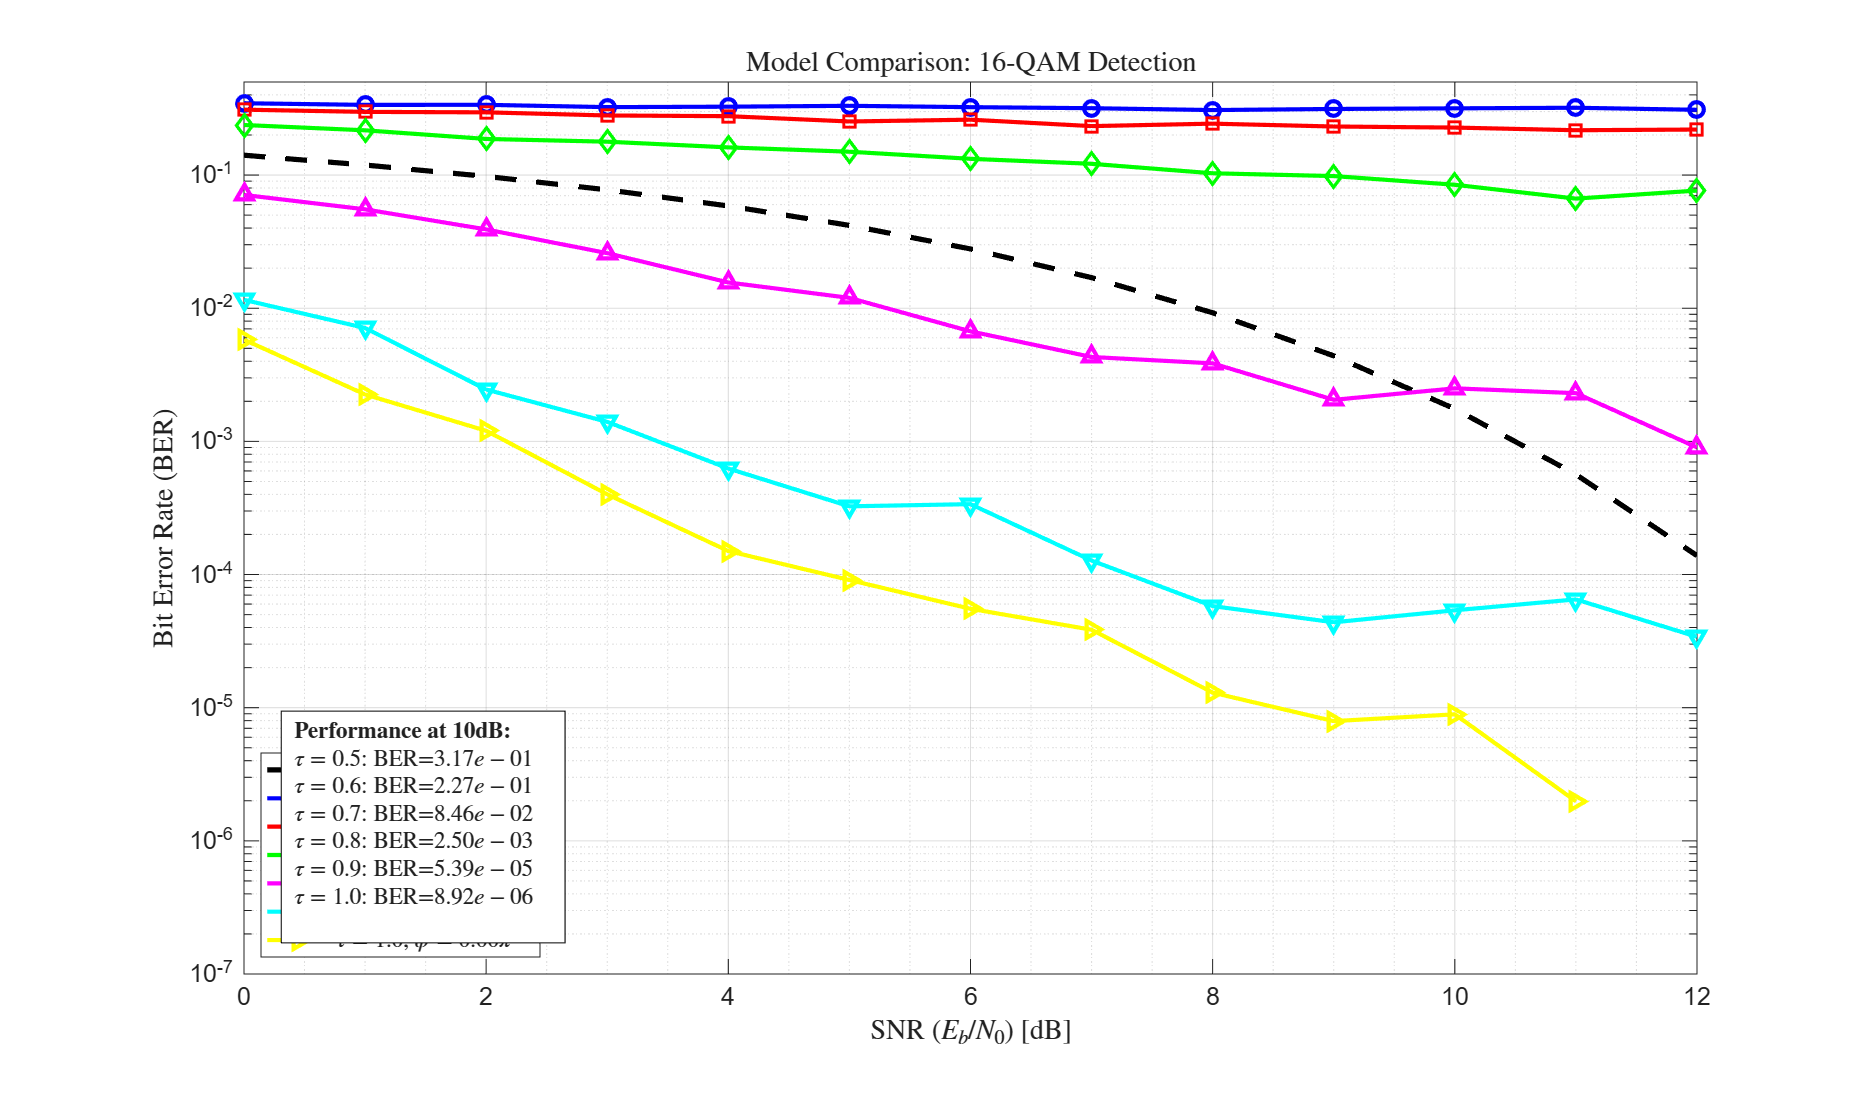 Model Comparison: 16-QAM Detection
Bit Error Rate (BER)
10^-1
10^-2
10^-3
10^-4
10^-5
10^-6
10^-7
Performance at 10dB:
τ = 0.5: BER=3.17e − 01
τ = 0.6: BER=2.27e − 01
τ = 0.7: BER=8.46e − 02
τ = 0.8: BER=2.50e − 03
τ = 0.9: BER=5.39e − 05
τ = 1.0: BER=8.92e − 06
0 2 4 6 8 10 12
SNR (E_b/N_0) [dB]